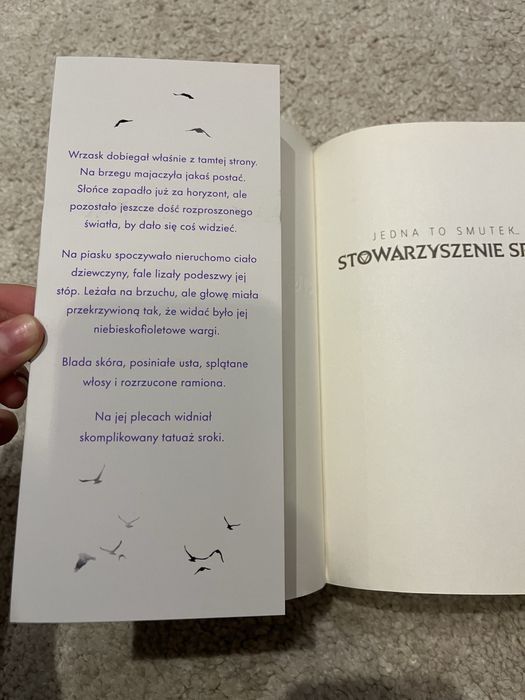 Wrzask dobiegał właśnie z tamtej strony.
Na brzegu majaczyła jakaś postać.
Słońce zapadło już za horyzont, ale
pozostało jeszcze dość rozproszonego
światła, by dało się coś widzieć.
Na piasku spoczywało nieruchomo ciało
dziewczyny, fale lizały podeszwy jej
stóp. Leżała na brzuchu, ale głowę miała
przekrzywioną tak, że widać było jej
niebieskofioletowe wargi.
Blada skóra, posiniałe usta, splątane
włosy i rozrzucone ramiona.
Na jej plecach widniał
skomplikowany tatuaż sroki.
JEDNA TO SMUTEK...
STOWARZYSZENIE